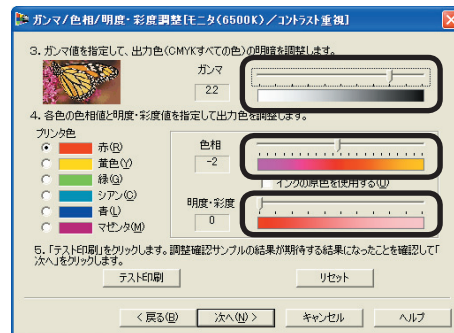 ガンマ/色相/明度・彩度調整[モニタ(6500K)/コントラスト重視]
3. ガンマ値を指定して、出力色(CMYKすべての色)の明暗を調整します。
ガンマ
22
4. 各色の色相値と明度・彩度値を指定して出力色を調整します。
プリンタ色
赤(R)
黄色(Y)
緑(G)
シアン(C)
青(L)
マゼンタ(M)
色相
-2
インクの原色を使用する(U)
明度・彩度
0
5. 「テスト印刷」をクリックします。調整確認サンプルの結果が期待する結果になったことを確認して「
次へ」をクリックします。
テスト印刷
リセット
< 戻る(B)
次へ(N) >
キャンセル
ヘルプ